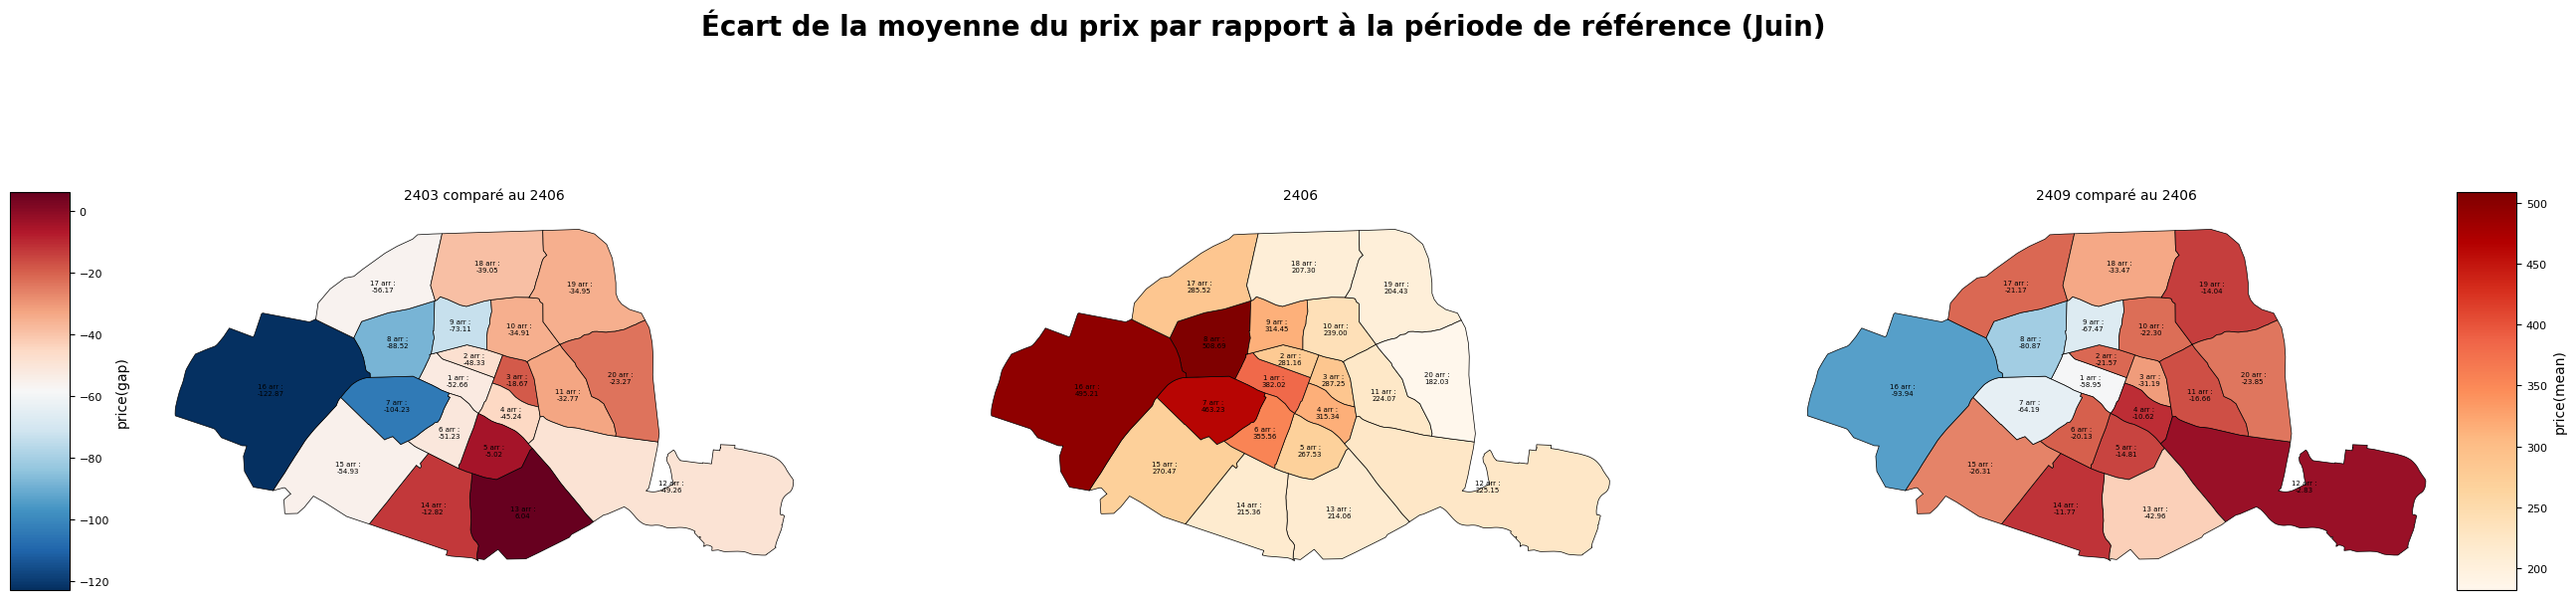 Écart de la moyenne du prix par rapport à la période de référence (Juin)
2403 comparé au 2406
0
−20
−40
−60
−80
−100
−120
price(gap)
18 arr :
-39.05
17 arr :
-56.17
19 arr :
-34.95
9 arr :
-73.11
10 arr :
-34.91
8 arr :
-88.52
2 arr :
-48.33
3 arr :
-18.67
1 arr :
-52.66
20 arr :
-23.27
16 arr :
11 arr :
-32.77
7 arr :
-104.23
4 arr :
-45.24
6 arr :
-51.23
5 arr :
-5.02
15 arr :
-54.93
12 arr :
-49.26
14 arr :
-12.82
2406
18 arr :
207.30
17 arr :
285.52
19 arr :
204.43
9 arr :
314.45
10 arr :
239.00
2 arr :
281.16
3 arr :
287.25
1 arr :
382.02
20 arr :
182.03
11 arr :
224.07
7 arr :
4 arr :
315.34
6 arr :
355.56
5 arr :
267.53
15 arr :
270.47
12 arr :
225.15
14 arr :
215.36
13 arr :
214.06
2409 comparé au 2406
18 arr :
-33.47
17 arr :
-21.17
19 arr :
-14.04
9 arr :
-67.47
10 arr :
-22.30
8 arr :
-80.87
2 arr :
-21.57
3 arr :
-31.19
1 arr :
-58.95
20 arr :
-23.85
16 arr :
-93.94
11 arr :
-16.66
7 arr :
-64.19
4 arr :
-10.62
6 arr :
-20.13
5 arr :
-14.81
15 arr :
-26.31
12 arr :
-2.83
14 arr :
-11.77
13 arr :
-42.96
500
450
400
350
300
250
200
price(mean)